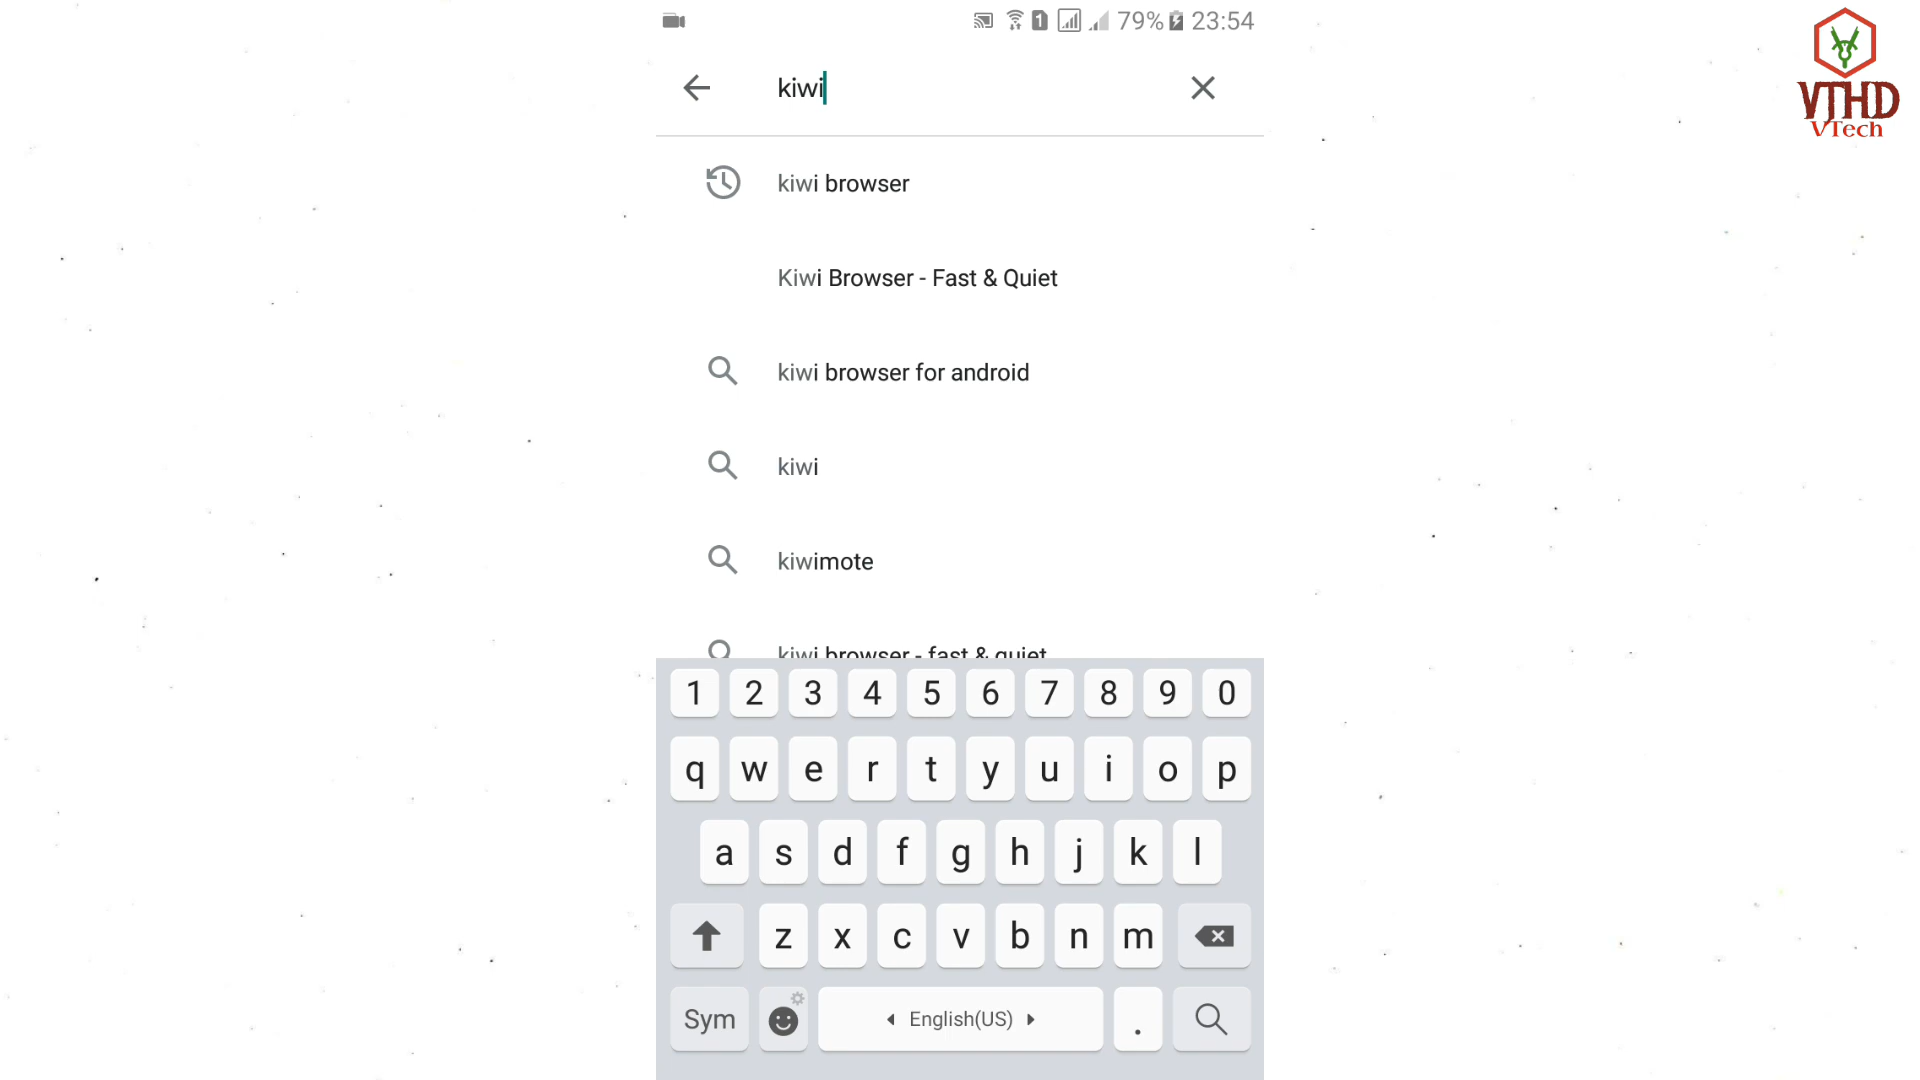 79% 23:54
VTHD
VTech
kiwi
kiwi browser
Kiwi Browser - Fast & Quiet
kiwi browser for android
kiwi
kiwimote
kiwi browser - fast & quiet
1 2 3 4 5 6 7 8 9 0
q w e r t y u i o p
a s d f g h j k l
z x c v b n m
Sym English(US) .